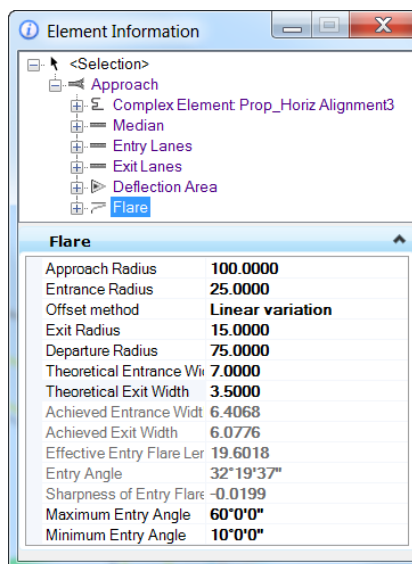 Element Information
<Selection>
Approach
Complex Element: Prop_Horiz Alignment3
Median
Entry Lanes
Exit Lanes
Deflection Area
Flare
Flare
Approach Radius 100.0000
Entrance Radius 25.0000
Offset method Linear variation
Exit Radius 15.0000
Departure Radius 75.0000
Theoretical Entrance Wi 7.0000
Theoretical Exit Width 3.5000
Achieved Entrance Widt 6.4068
Achieved Exit Width 6.0776
Effective Entry Flare Ler 19.6018
Entry Angle 32°19'37"
Sharpness of Entry Flare -0.0199
Maximum Entry Angle 60°0'0"
Minimum Entry Angle 10°0'0"